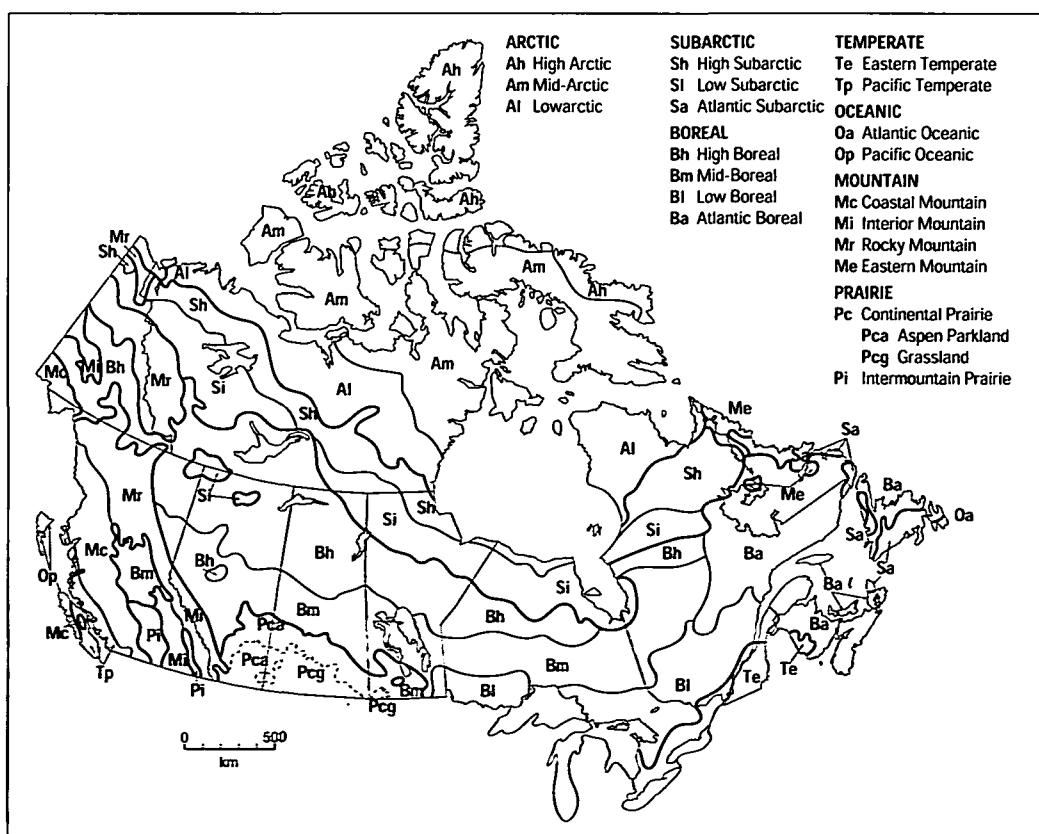 ARCTIC
Ah High Arctic
Am Mid-Arctic
Al Lowarctic
SUBARCTIC
Sh High Subarctic
Sl Low Subarctic
Sa Atlantic Subarctic
BOREAL
Bh High Boreal
Bm Mid-Boreal
Bl Low Boreal
Ba Atlantic Boreal
TEMPERATE
Te Eastern Temperate
Tp Pacific Temperate
OCEANIC
Oa Atlantic Oceanic
Op Pacific Oceanic
MOUNTAIN
Mc Coastal Mountain
Mi Interior Mountain
Mr Rocky Mountain
Me Eastern Mountain
PRAIRIE
Pc Continental Prairie
Pca Aspen Parkland
Pcg Grassland
Pi Intermountain Prairie
Ah
Ah
Ah
Am
Mr
Sh
Al
Sh
Am
Am
Ah
Am
Mc
Mi
Bh
Mr
Si
Al
Sh
Me
Al
Sh
Sa
Me
Ba
Oa
Mr
Si
Si
Sh
Si
Bh
Ba
Sa
Sa
Op
Mc
Bm
Bh
Bh
Si
Bh
Ba
Ba
Mc
Pi
Mi
Mi
Pca
Bm
Bm
Tp
Pi
Pca
Pcg
Pcg
Bm
Bl
Bl
Te
Te
0 500
km